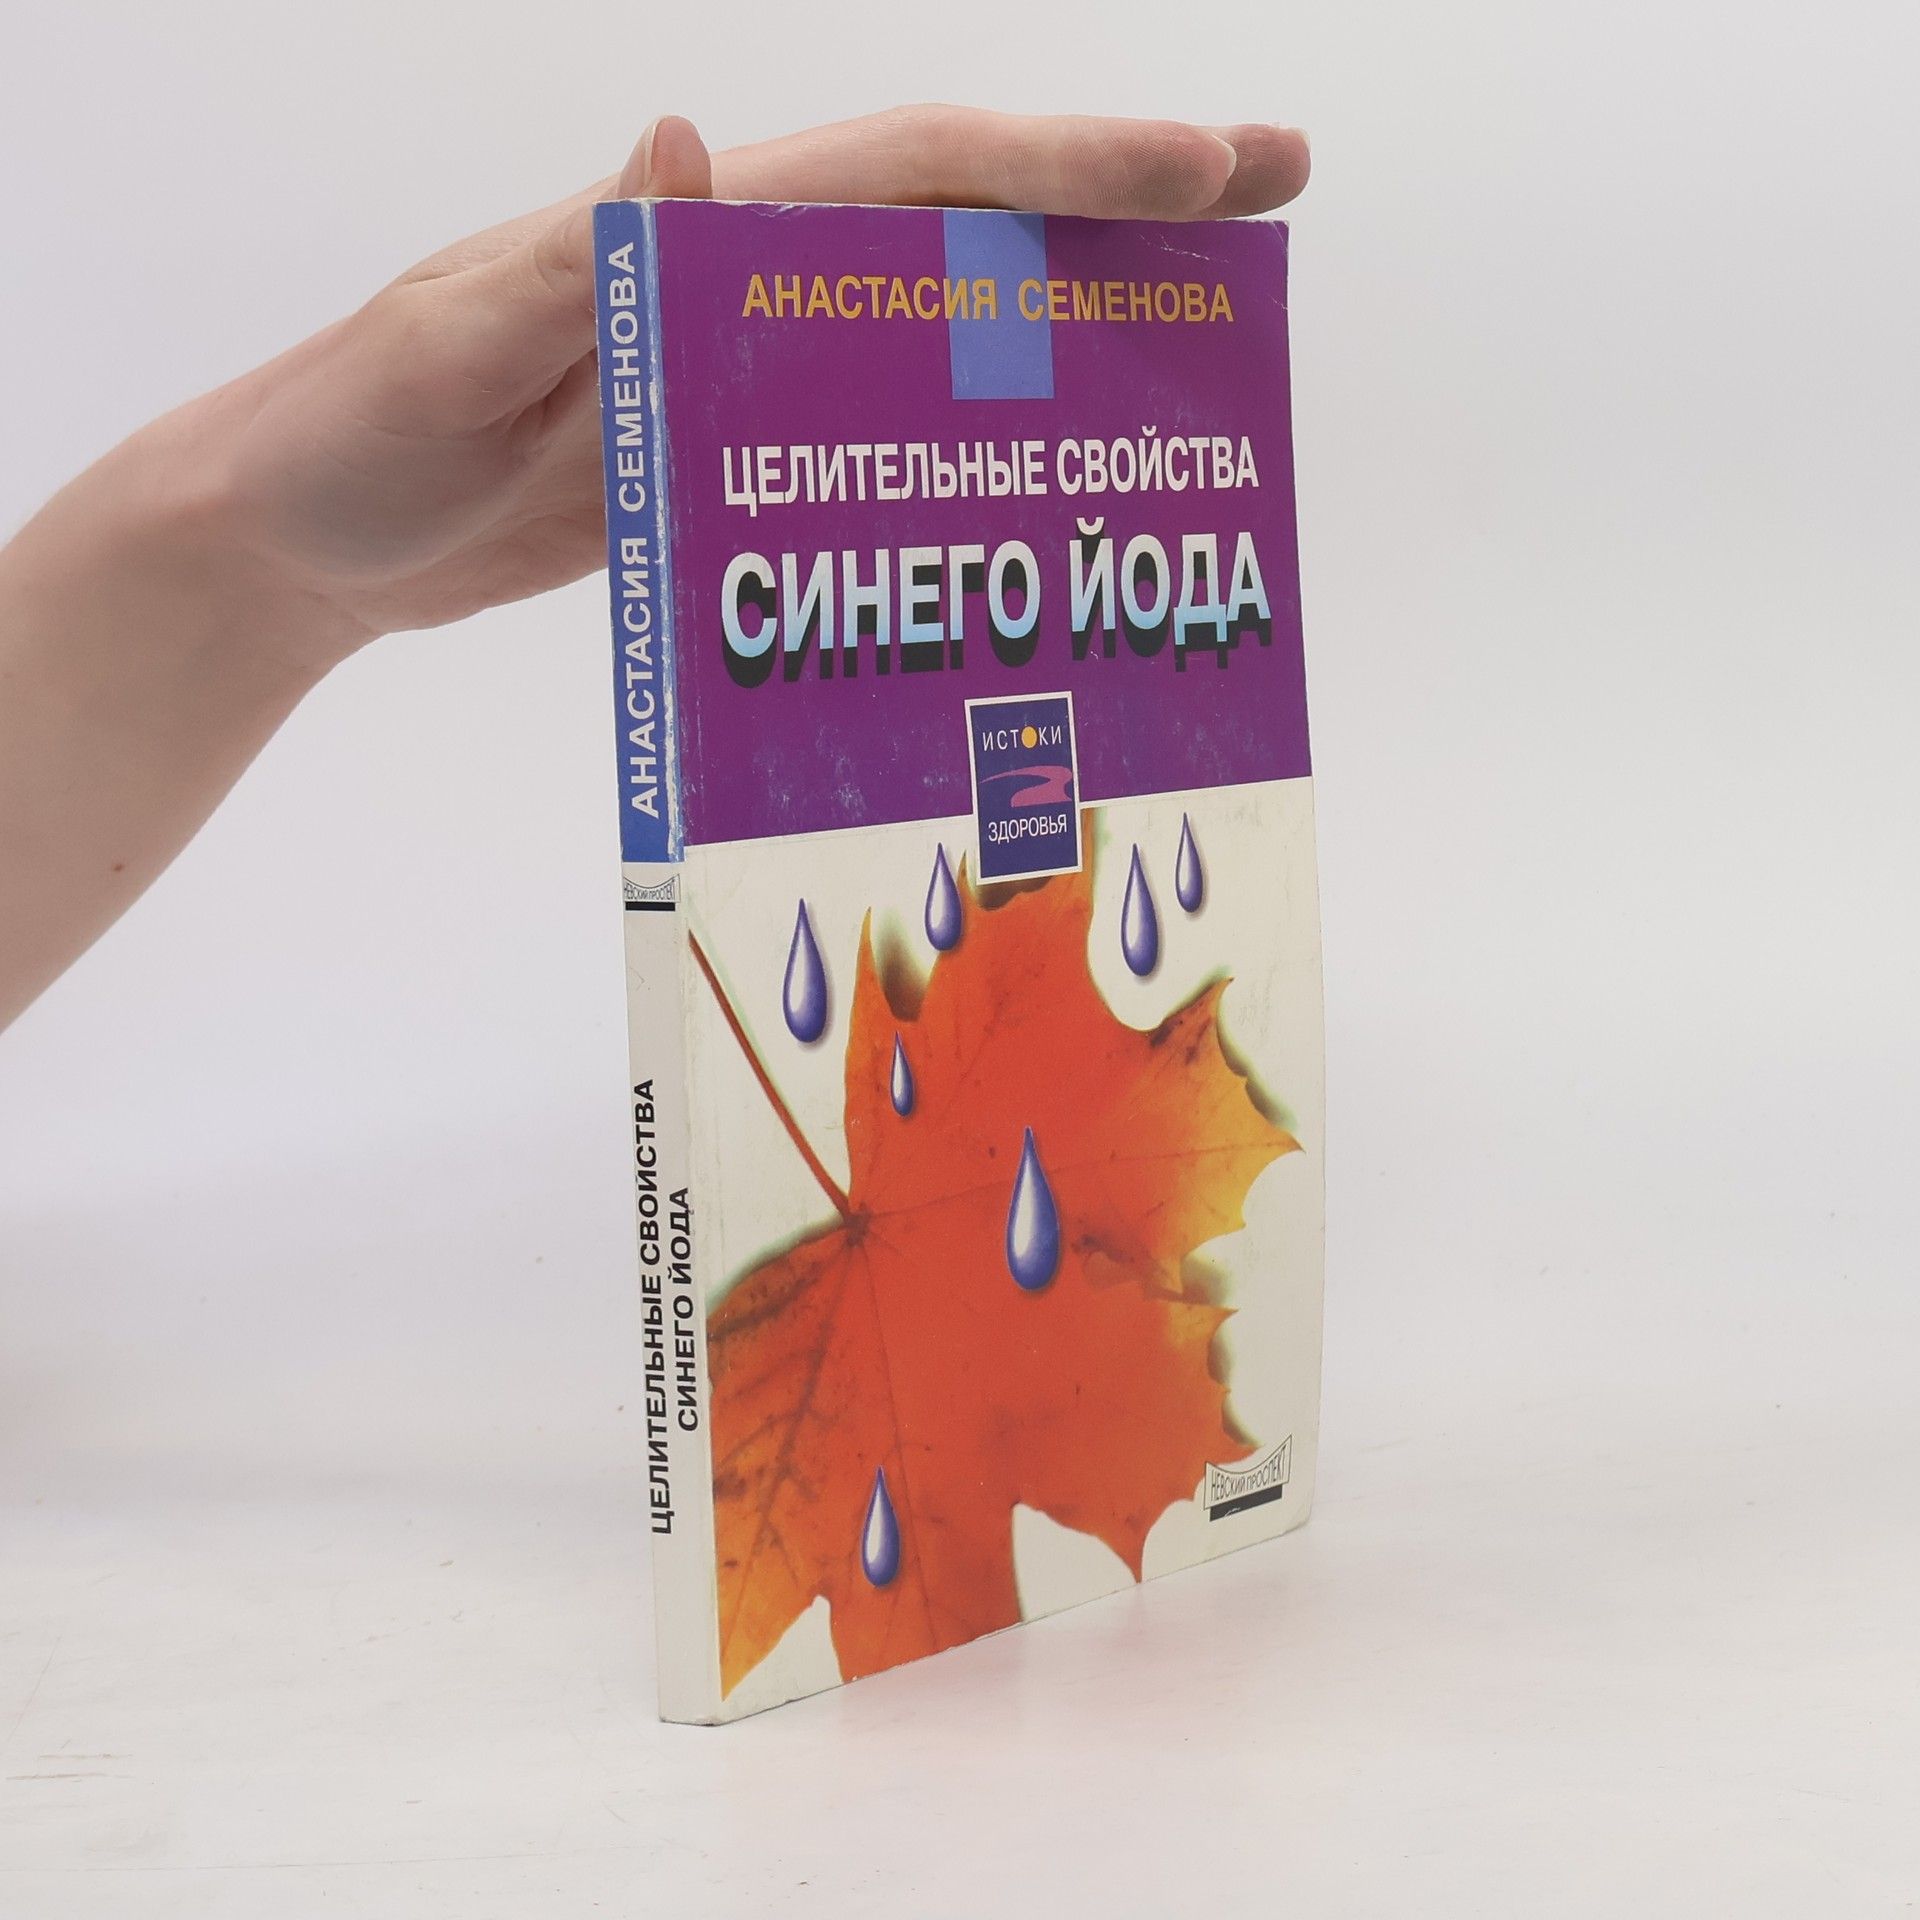 АНАСТАСИЯ СЕМЕНОВА
ЦЕЛИТЕЛЬНЫЕ СВОЙСТВА
СИНЕГО ЙОДА
ИСТОКИ
ЗДОРОВЬЯ
НЕВСКИЙ ПРОСПЕКТ
АНАСТАСИЯ СЕМЕНОВА
НЕВСКИЙ ПРОСПЕКТ
ЦЕЛИТЕЛЬНЫЕ СВОЙСТВА
СИНЕГО ЙОДА